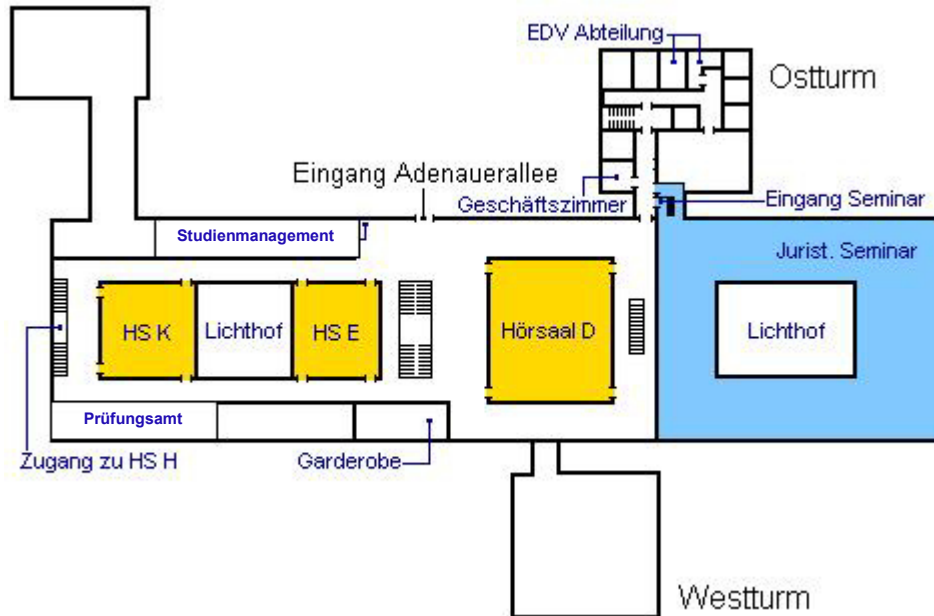 EDV Abteilung
Ostturm
Eingang Adenauerallee
Geschäftszimmer
Eingang Seminar
Studienmanagement
Jurist. Seminar
HS K
Lichthof
HS E
Hörsaal D
Lichthof
Prüfungsamt
Zugang zu HS H
Garderobe
Westturm